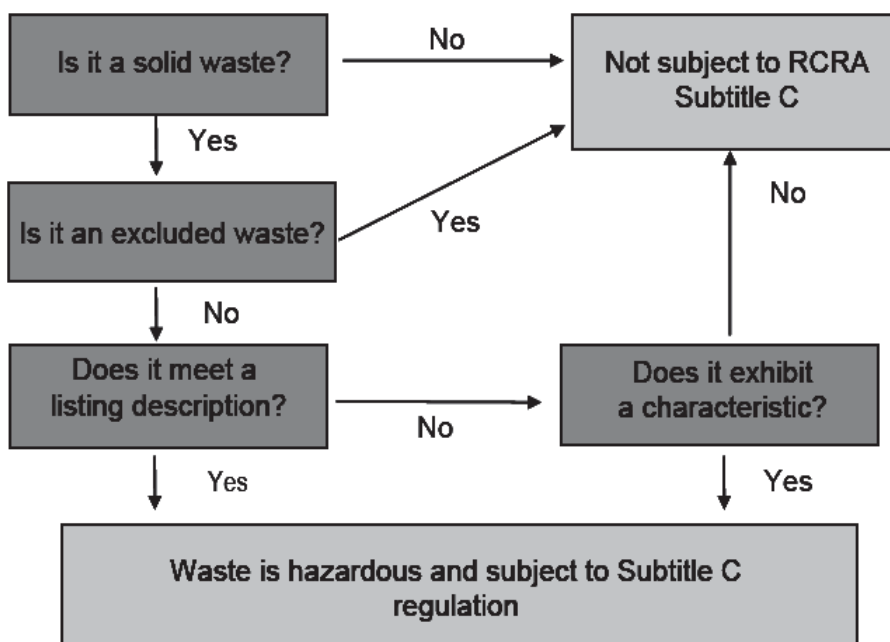 Is it a solid waste?
No
Not subject to RCRA
Subtitle C
Yes
Is it an excluded waste?
Yes
No
No
Does it meet a
listing description?
No
Does it exhibit
a characteristic?
Yes
Yes
Waste is hazardous and subject to Subtitle C
regulation